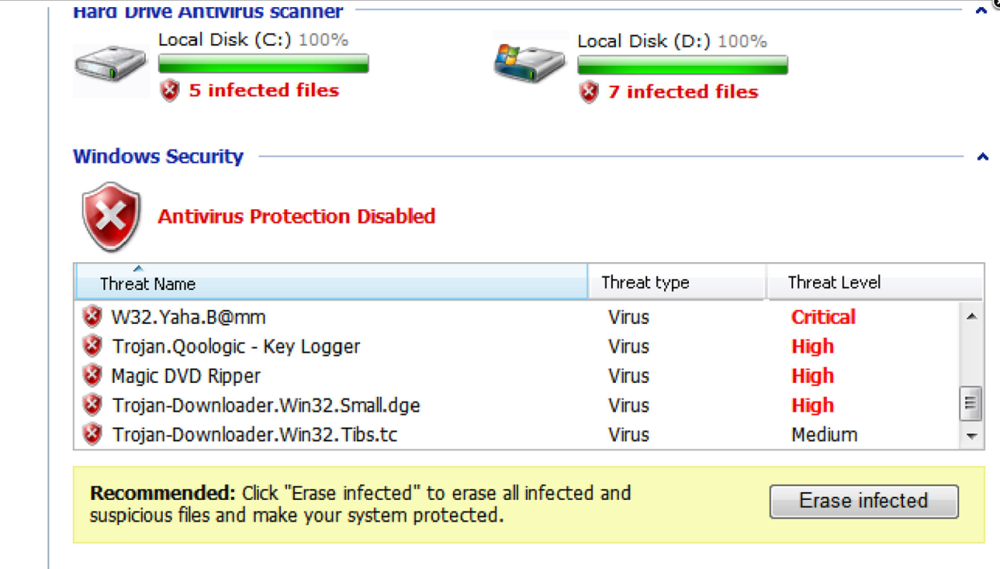 Hard Drive Antivirus scanner
Local Disk (C:) 100%
Local Disk (D:) 100%
5 infected files
7 infected files
Windows Security
Antivirus Protection Disabled
Threat Name Threat type Threat Level
W32.Yaha.B@mm Virus Critical
Trojan.Qoologic - Key Logger Virus High
Magic DVD Ripper Virus High
Trojan-Downloader.Win32.Small.dge Virus High
Trojan-Downloader.Win32.Tibs.tc Virus Medium
Recommended: Click "Erase infected" to erase all infected and
suspicious files and make your system protected.
Erase infected